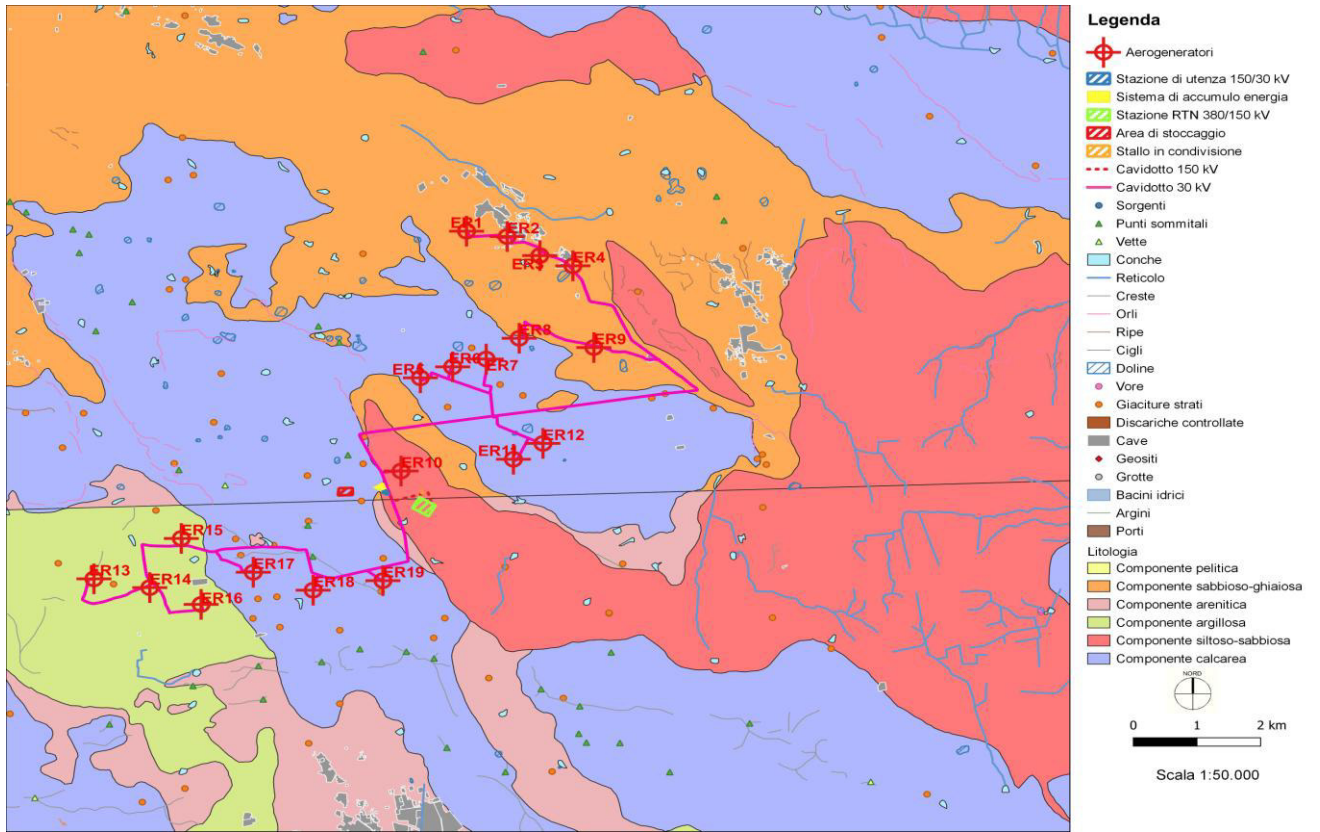 Legenda
Aerogeneratori
Stazione di utenza 150/30 kV
Sistema di accumulo energia
Stazione RTN 380/150 kV
Area di stoccaggio
Stallo in condivisione
Cavidotto 150 kV
Cavidotto 30 kV
Sorgenti
Punti sommitali
Vette
Conche
Reticolo
Creste
Orli
Ripe
Cigli
Doline
Vore
Giaciture strati
Discariche controllate
Cave
Geositi
Grotte
Bacini idrici
Argini
Porti
Litologia
Componente pelitica
Componente sabbioso-ghiaiosa
Componente arenitica
Componente argillosa
Componente siltoso-sabbiosa
Componente calcarea
NORD
0 1 2 km
Scala 1:50.000
ER1
ER2
ER3
ER4
ER8
ER9
ER6
ER7
ER5
ER12
ER11
ER10
ER15
ER13
ER14
ER17
ER18
ER19
ER16